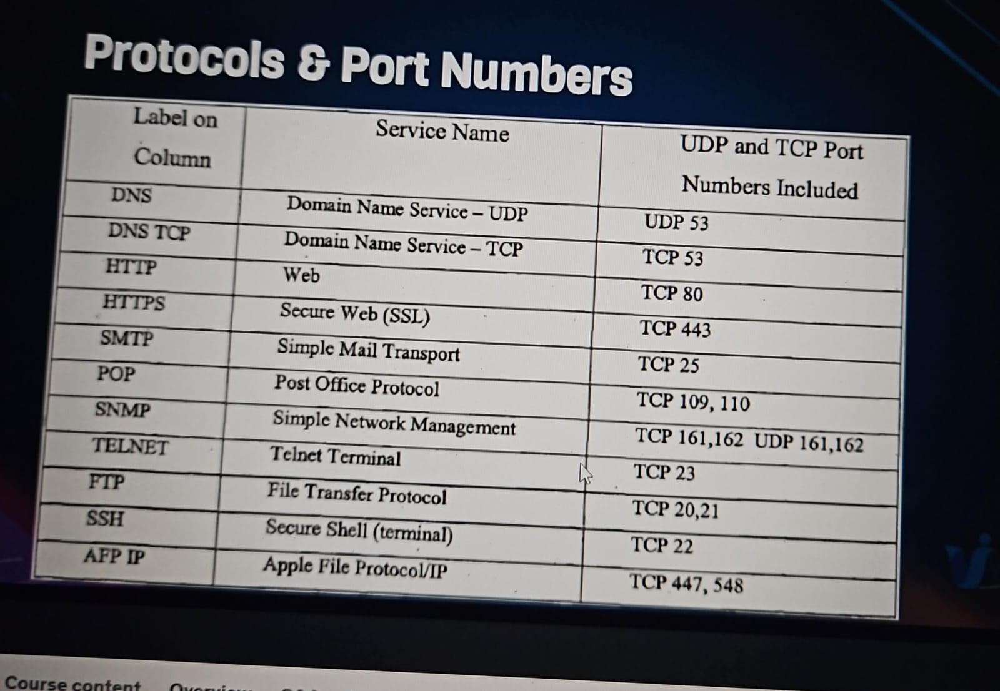 Protocols & Port Numbers
Label on Column	Service Name	UDP and TCP Port Numbers Included
DNS	Domain Name Service – UDP	UDP 53
DNS TCP	Domain Name Service – TCP	TCP 53
HTTP	Web	TCP 80
HTTPS	Secure Web (SSL)	TCP 443
SMTP	Simple Mail Transport	TCP 25
POP	Post Office Protocol	TCP 109, 110
SNMP	Simple Network Management	TCP 161,162 UDP 161,162
TELNET	Telnet Terminal	TCP 23
FTP	File Transfer Protocol	TCP 20,21
SSH	Secure Shell (terminal)	TCP 22
AFP IP	Apple File Protocol/IP	TCP 447, 548
Course content